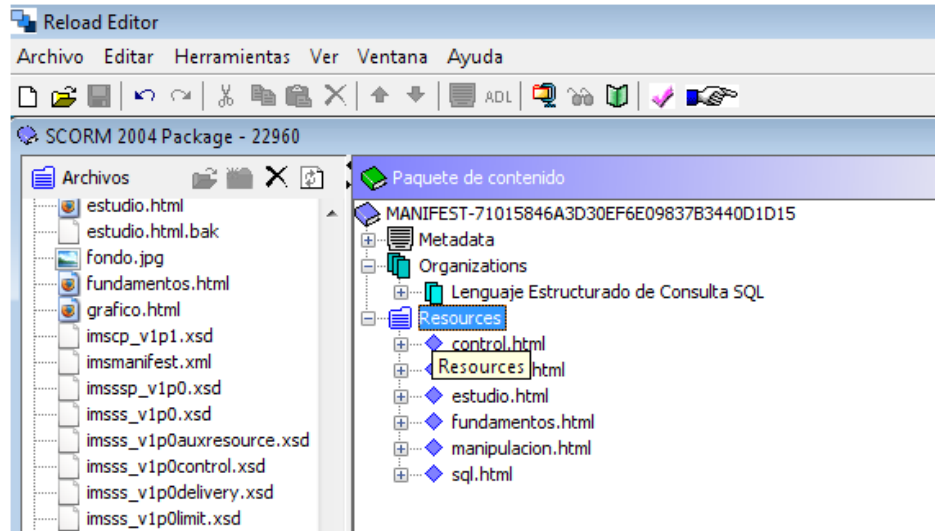 Reload Editor
Archivo Editar Herramientas Ver Ventana Ayuda
ADL
SCORM 2004 Package - 22960
Archivos
estudio.html
estudio.html.bak
fondo.jpg
fundamentos.html
grafico.html
imscp_v1p1.xsd
imsmanifest.xml
imsssp_v1p0.xsd
imsss_v1p0.xsd
imsss_v1p0auxresource.xsd
imsss_v1p0control.xsd
imsss_v1p0delivery.xsd
imsss_v1p0limit.xsd
Paquete de contenido
MANIFEST-71015846A3D30EF6E09837B3440D1D15
Metadata
Organizations
Lenguaje Estructurado de Consulta SQL
Resources
control.html
Resources html
estudio.html
fundamentos.html
manipulacion.html
sql.html